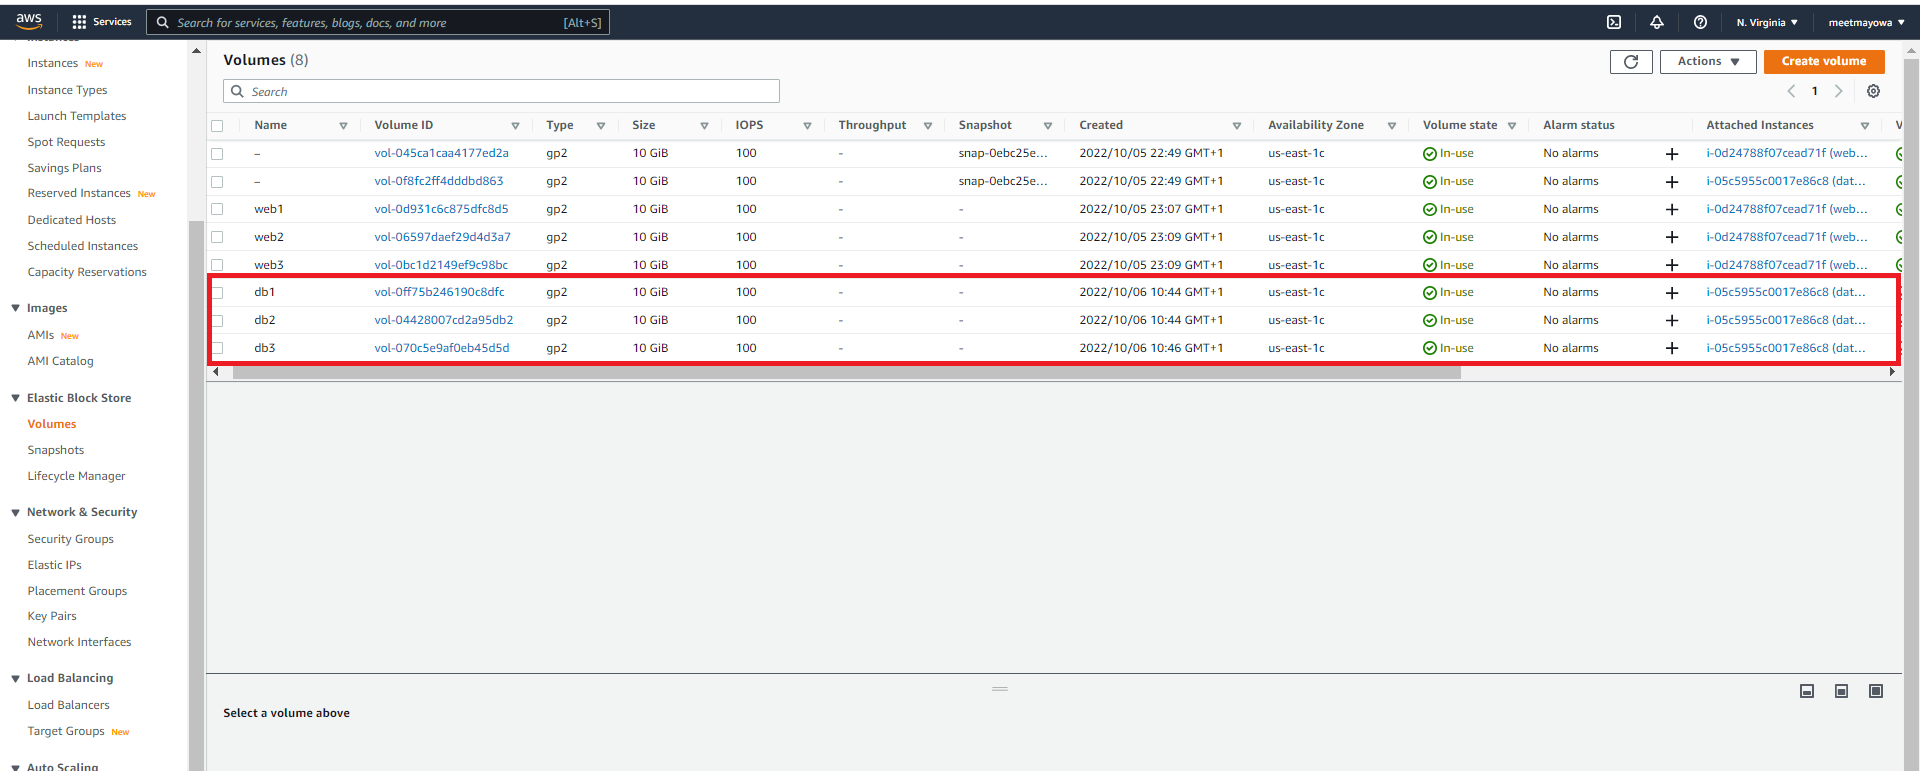 aws Services Search for services, features, blogs, docs, and more [Alt+S] N. Virginia meetmayowa
Instances
Instances New
Instance Types
Launch Templates
Spot Requests
Savings Plans
Reserved Instances New
Dedicated Hosts
Scheduled Instances
Capacity Reservations
Images
AMIs New
AMI Catalog
Elastic Block Store
Volumes
Snapshots
Lifecycle Manager
Network & Security
Security Groups
Elastic IPs
Placement Groups
Key Pairs
Network Interfaces
Load Balancing
Load Balancers
Target Groups New
Auto Scaling
Volumes (8) Actions Create volume
Search
1
Name Volume ID Type Size IOPS Throughput Snapshot Created Availability Zone Volume state Alarm status Attached Instances V
– vol-045ca1caa4177ed2a gp2 10 GiB 100 - snap-0ebc25e... 2022/10/05 22:49 GMT+1 us-east-1c In-use No alarms + i-0d24788f07cead71f (web...
– vol-0f8fc2ff4dddbd863 gp2 10 GiB 100 - snap-0ebc25e... 2022/10/05 22:49 GMT+1 us-east-1c In-use No alarms + i-05c5955c0017e86c8 (dat...
web1 vol-0d931c6c875dfc8d5 gp2 10 GiB 100 - - 2022/10/05 23:07 GMT+1 us-east-1c In-use No alarms + i-0d24788f07cead71f (web...
web2 vol-06597daef29d4d3a7 gp2 10 GiB 100 - - 2022/10/05 23:09 GMT+1 us-east-1c In-use No alarms + i-0d24788f07cead71f (web...
web3 vol-0bc1d2149ef9c98bc gp2 10 GiB 100 - - 2022/10/05 23:09 GMT+1 us-east-1c In-use No alarms + i-0d24788f07cead71f (web...
db1 vol-0ff75b246190c8dfc gp2 10 GiB 100 - - 2022/10/06 10:44 GMT+1 us-east-1c In-use No alarms + i-05c5955c0017e86c8 (dat...
db2 vol-04428007cd2a95db2 gp2 10 GiB 100 - - 2022/10/06 10:44 GMT+1 us-east-1c In-use No alarms + i-05c5955c0017e86c8 (dat...
db3 vol-070c5e9af0eb45d5d gp2 10 GiB 100 - - 2022/10/06 10:46 GMT+1 us-east-1c In-use No alarms + i-05c5955c0017e86c8 (dat...
Select a volume above